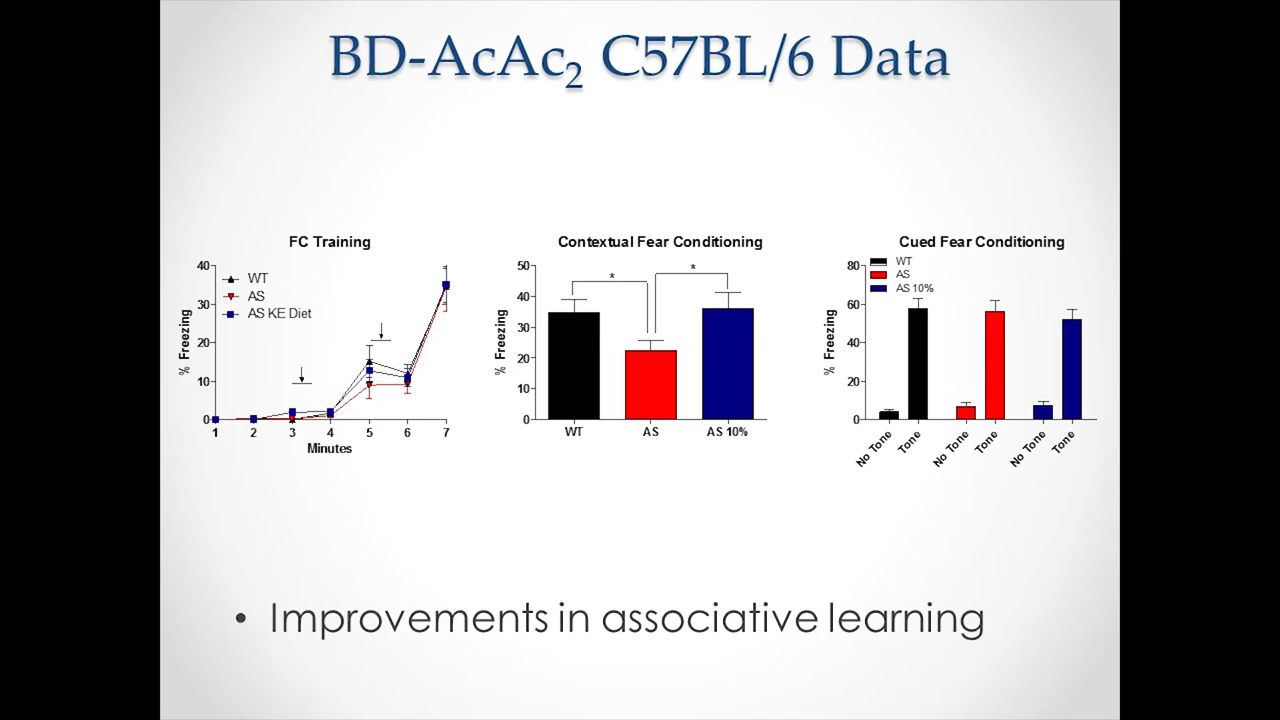 BD-AcAc2 C57BL/6 Data
FC Training
40
30
20
10
0
% Freezing
WT
AS
AS KE Diet
1 2 3 4 5 6 7
Minutes
Contextual Fear Conditioning
50
40
30
20
10
0
% Freezing
* *
WT AS AS 10%
Cued Fear Conditioning
80
60
40
20
0
% Freezing
WT
AS
AS 10%
No Tone Tone No Tone Tone No Tone Tone
• Improvements in associative learning